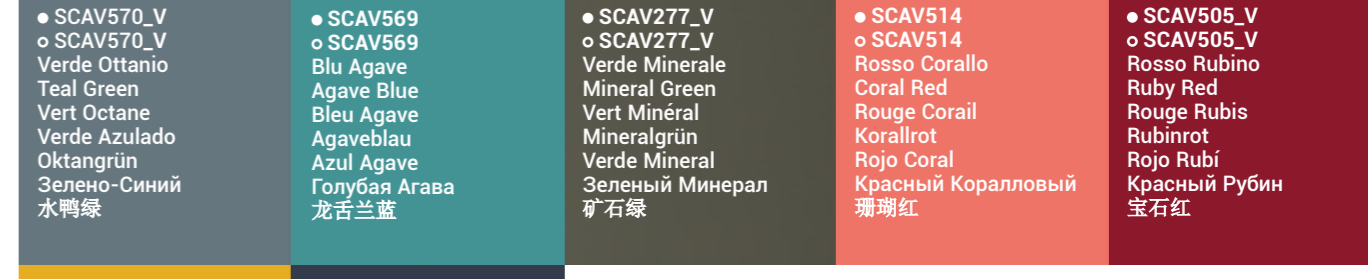 ● SCAV570_V
○ SCAV570_V
Verde Ottanio
Teal Green
Vert Octane
Verde Azulado
Oktangrün
Зелено-Синий
水鸭绿
● SCAV569
○ SCAV569
Blu Agave
Agave Blue
Bleu Agave
Agaveblau
Azul Agave
Голубая Агава
龙舌兰蓝
● SCAV277_V
○ SCAV277_V
Verde Minerale
Mineral Green
Vert Minéral
Mineralgrün
Verde Mineral
Зеленый Минерал
矿石绿
● SCAV514
○ SCAV514
Rosso Corallo
Coral Red
Rouge Corail
Korallrot
Rojo Coral
Красный Коралловый
珊瑚红
● SCAV505_V
○ SCAV505_V
Rosso Rubino
Ruby Red
Rouge Rubis
Rubinrot
Rojo Rubí
Красный Рубин
宝石红